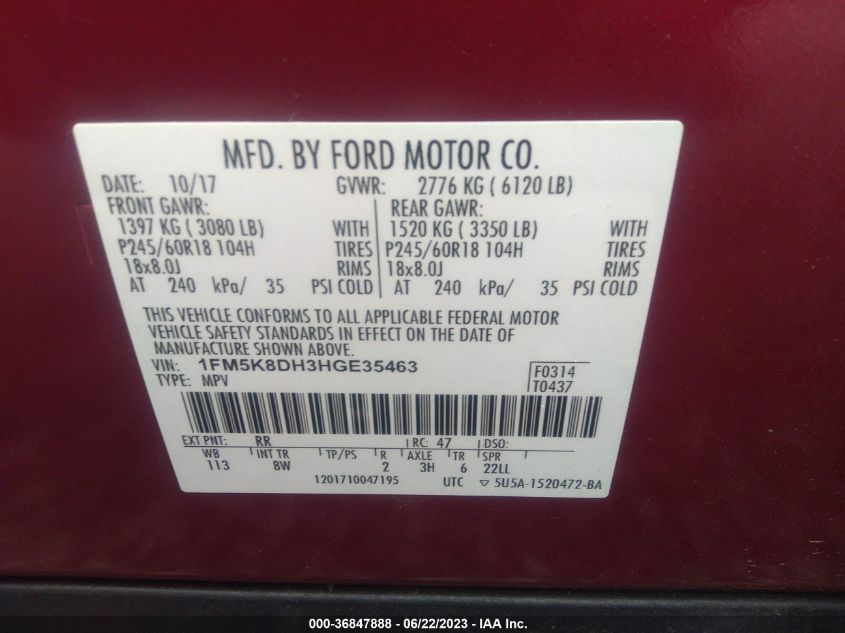 MFD. BY FORD MOTOR CO.
DATE: 10/17 GVWR: 2776 KG ( 6120 LB)
FRONT GAWR: REAR GAWR:
1397 KG ( 3080 LB) WITH 1520 KG ( 3350 LB) WITH
P245/60R18 104H TIRES P245/60R18 104H TIRES
18x8.0J RIMS 18x8.0J RIMS
AT 240 kPa/ 35 PSI COLD AT 240 kPa/ 35 PSI COLD
THIS VEHICLE CONFORMS TO ALL APPLICABLE FEDERAL MOTOR
VEHICLE SAFETY STANDARDS IN EFFECT ON THE DATE OF
MANUFACTURE SHOWN ABOVE.
VIN: 1FM5K8DH3HGE35463 F0314
TYPE: MPV T0437
EXT PNT: RR RC: 47 DSO:
WB INT TR TP/PS R AXLE TR SPR
113 8W 2 3H 6 22LL
1201710047195 UTC ▽ 5U5A-1520472-BA
000-36847888 - 06/22/2023 - IAA Inc.